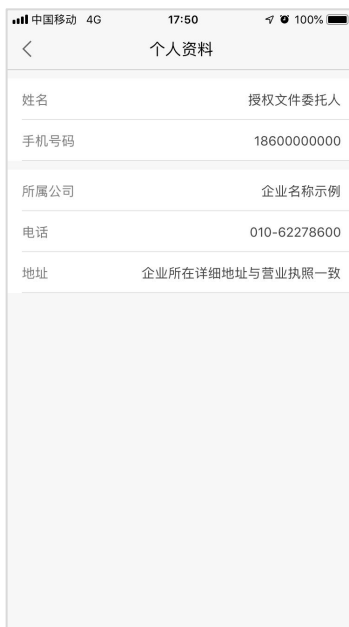 中国移动 4G 17:50 100%
个人资料
姓名 授权文件委托人
手机号码 18600000000
所属公司 企业名称示例
电话 010-62278600
地址 企业所在详细地址与营业执照一致